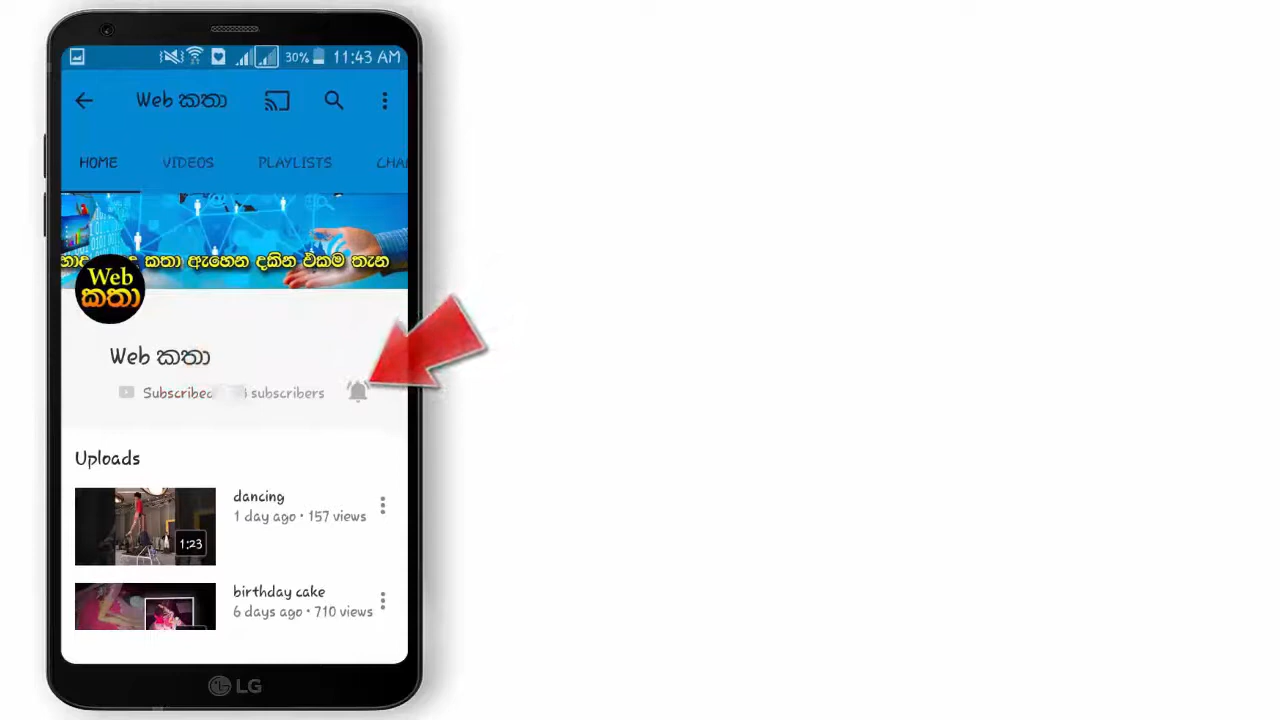 30% 11:43 AM
Web කතා
HOME VIDEOS PLAYLISTS CHA
කතා ඇහෙන දකින එකම තැන
Web
කතා
Web කතා
Subscribed subscribers
Uploads
dancing
1 day ago • 157 views
1:23
birthday cake
6 days ago • 710 views
LG